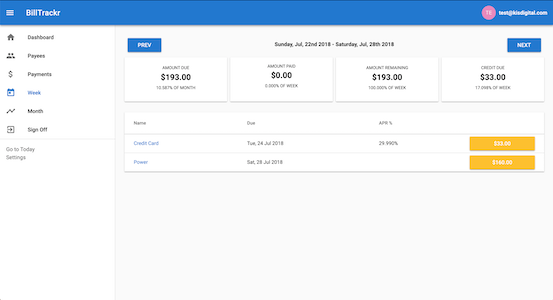 BillTrackr
test@kisdigital.com
Dashboard
Payees
Payments
Week
Month
Sign Off
Go to Today
Settings
PREV
Sunday, Jul, 22nd 2018 - Saturday, Jul, 28th 2018
NEXT
AMOUNT DUE
$193.00
10.587% OF MONTH
AMOUNT PAID
$0.00
0.000% OF WEEK
AMOUNT REMAINING
$193.00
100.000% OF WEEK
CREDIT DUE
$33.00
17.098% OF WEEK
Name Due APR %
Credit Card Tue, 24 Jul 2018 29.990% $33.00
Power Sat, 28 Jul 2018 $160.00